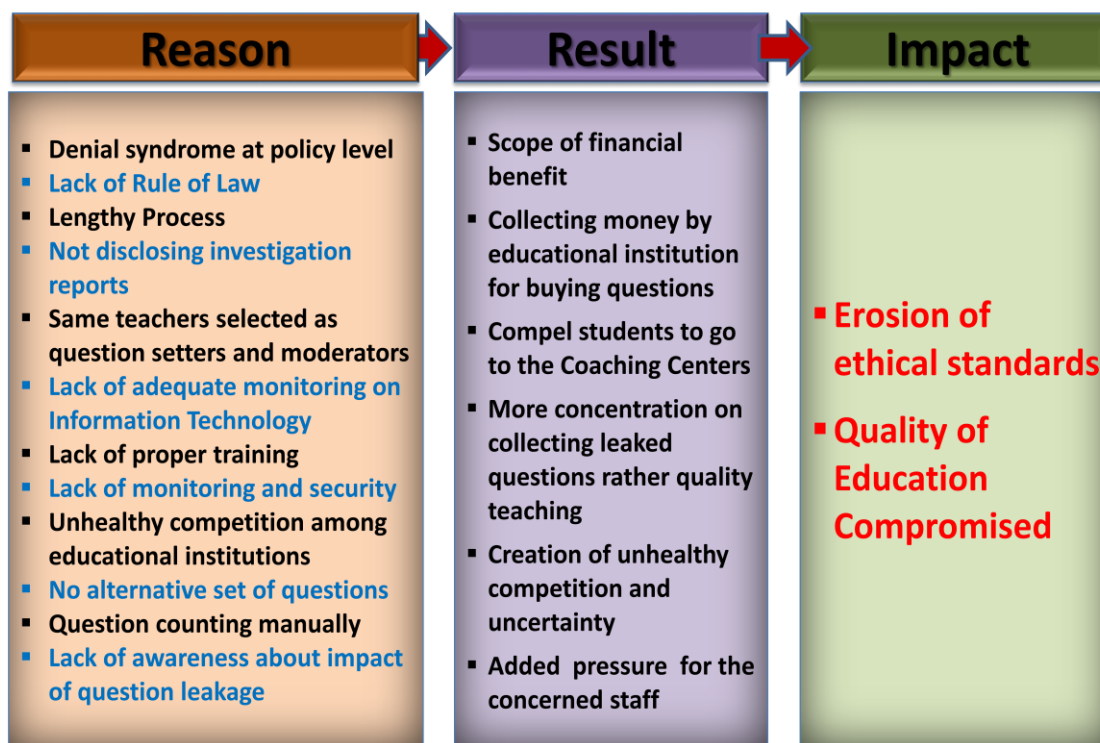 Reason
▪ Denial syndrome at policy level
▪ Lack of Rule of Law
▪ Lengthy Process
▪ Not disclosing investigation
reports
▪ Same teachers selected as
question setters and moderators
▪ Lack of adequate monitoring on
Information Technology
▪ Lack of proper training
▪ Lack of monitoring and security
▪ Unhealthy competition among
educational institutions
▪ No alternative set of questions
▪ Question counting manually
▪ Lack of awareness about impact
of question leakage
Result
▪ Scope of financial
benefit
▪ Collecting money by
educational institution
for buying questions
▪ Compel students to go
to the Coaching Centers
▪ More concentration on
collecting leaked
questions rather quality
teaching
▪ Creation of unhealthy
competition and
uncertainty
▪ Added pressure for the
concerned staff
Impact
▪ Erosion of
ethical standards
▪ Quality of
Education
Compromised